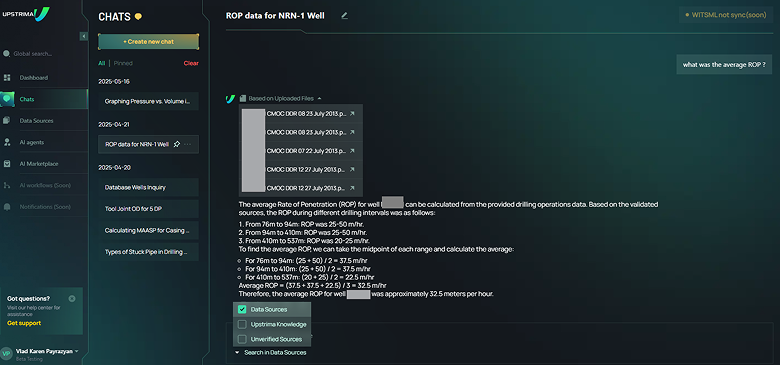 UPSTRIMA
Global search...
Dashboard
Chats
Data Sources
AI agents
AI Marketplace
AI workflows (Soon)
Notifications (Soon)
Got questions?
Visit our help center for
assistance
Get support
VP
Vlad Karen Payrazyan
Beta Testing
CHATS
+ Create new chat
All
Pinned
Clear
2025-05-16
Graphing Pressure vs. Volume i...
2025-04-21
ROP data for NRN-1 Well
2025-04-20
Database Wells Inquiry
Tool Joint OD for 5 DP
Calculating MAASP for Casing ...
Types of Stuck Pipe in Drilling ...
ROP data for NRN-1 Well
WITSML not sync(soon)
what was the average ROP ?
Based on Uploaded Files
CMOC DDR 08 23 July 2013.p...
CMOC DDR 08 23 July 2013.p...
CMOC DDR 07 22 July 2013.p...
CMOC DDR 12 27 July 2013.p...
CMOC DDR 12 27 July 2013.p...
The average Rate of Penetration (ROP) for well can be calculated from the provided drilling operations data. Based on the validated
sources, the ROP during different drilling intervals was as follows:
1. From 76m to 94m: ROP was 25-50 m/hr.
2. From 94m to 410m: ROP was 25-50 m/hr.
3. From 410m to 537m: ROP was 20-25 m/hr.
To find the average ROP, we can take the midpoint of each range and calculate the average:
For 76m to 94m: (25 + 50) / 2 = 37.5 m/hr
For 94m to 410m: (25 + 50) / 2 = 37.5 m/hr
For 410m to 537m: (20 + 25) / 2 = 22.5 m/hr
Average ROP = (37.5 + 37.5 + 22.5) / 3 = 32.5 m/hr
Therefore, the average ROP for well was approximately 32.5 meters per hour.
Data Sources
Upstrima Knowledge
Unverified Sources
Search in Data Sources